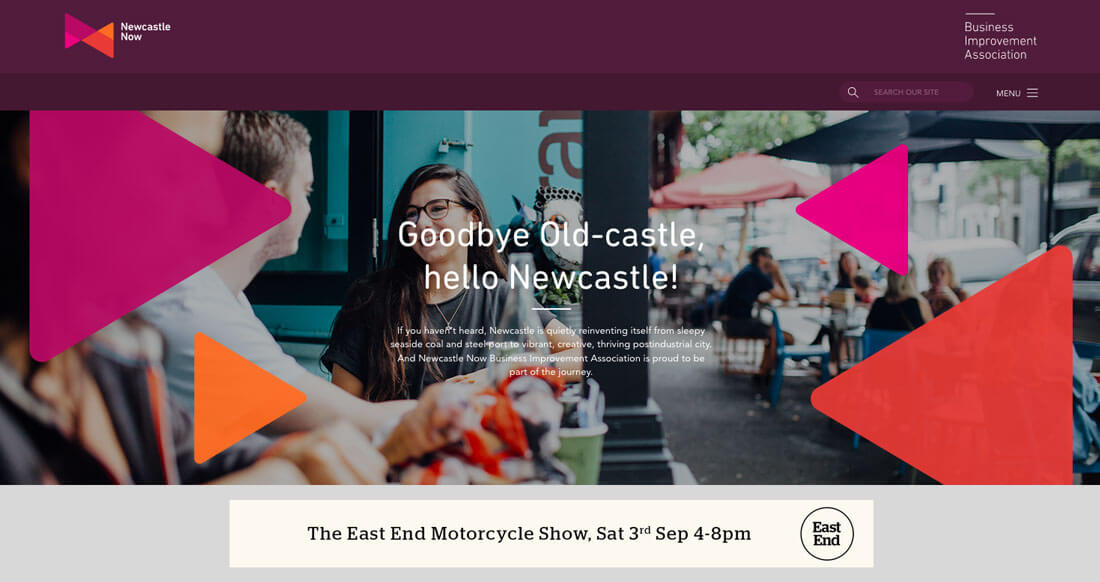 Newcastle
Now
Business
Improvement
Association
SEARCH OUR SITE
MENU
Goodbye Old-castle,
hello Newcastle!
If you haven't heard, Newcastle is quietly reinventing itself from sleepy
seaside coal and steel port to vibrant, creative, thriving postindustrial city.
And Newcastle Now Business Improvement Association is proud to be
part of the journey.
The East End Motorcycle Show, Sat 3rd Sep 4-8pm
East
End